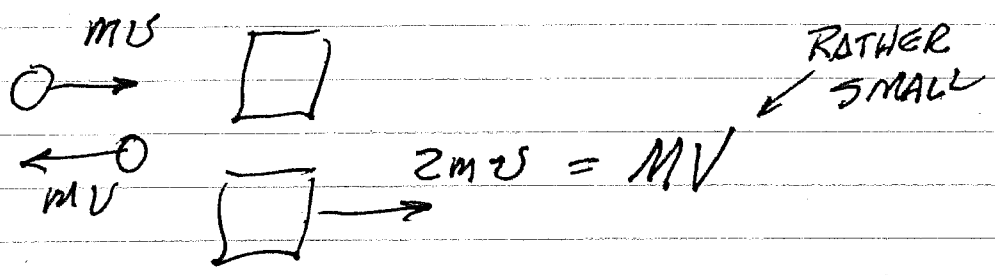 mv
RATHER
SMALL
2mv = MV
mv